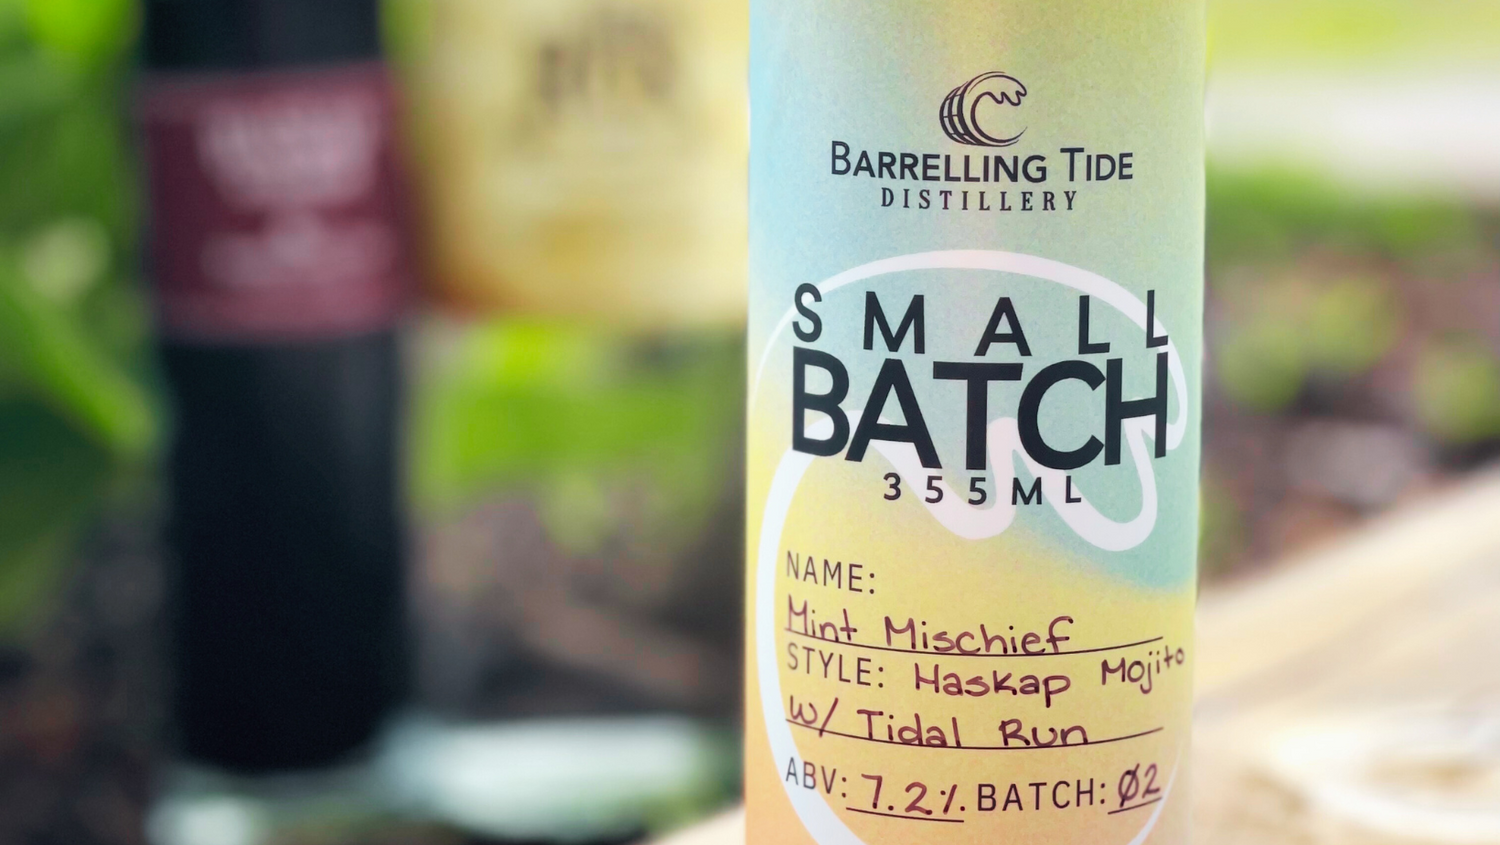 BARRELLING TIDE
DISTILLERY
SMALL
BATCH
355ML
NAME:
Mint Mischief
STYLE: Haskap Mojito
w/ Tidal Run
ABV: 7.2%. BATCH: Ø2